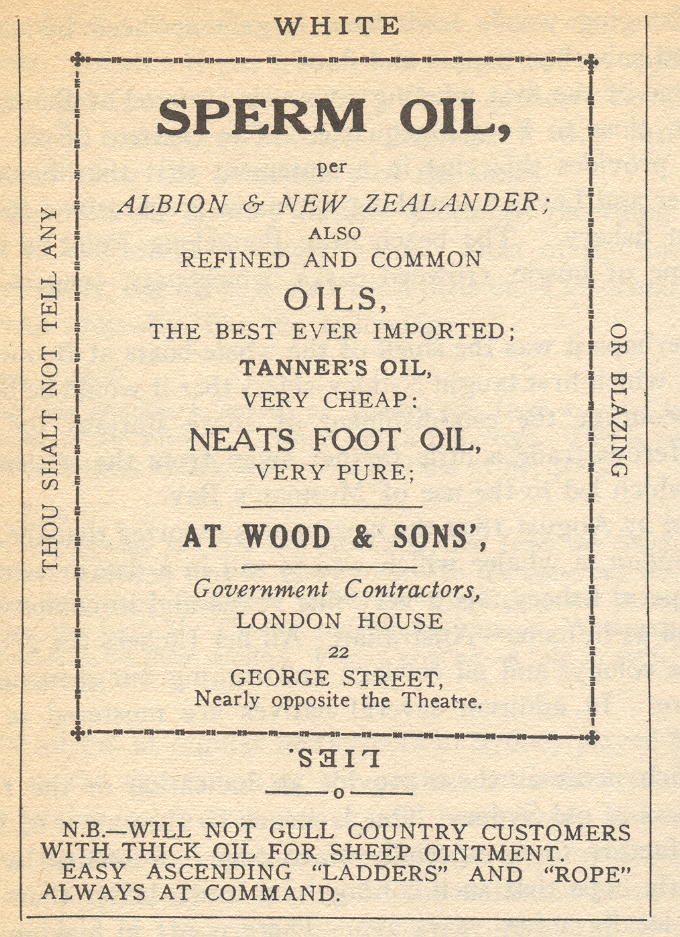 THOU SHALT NOT TELL ANY
WHITE
OR BLAZING
LIES.
SPERM OIL,
per
ALBION & NEW ZEALANDER;
ALSO
REFINED AND COMMON
OILS,
THE BEST EVER IMPORTED;
TANNER'S OIL,
VERY CHEAP:
NEATS FOOT OIL,
VERY PURE;
AT WOOD & SONS',
Government Contractors,
LONDON HOUSE
22
GEORGE STREET,
Nearly opposite the Theatre.
o
N.B.—WILL NOT GULL COUNTRY CUSTOMERS
WITH THICK OIL FOR SHEEP OINTMENT.
EASY ASCENDING "LADDERS" AND "ROPE"
ALWAYS AT COMMAND.